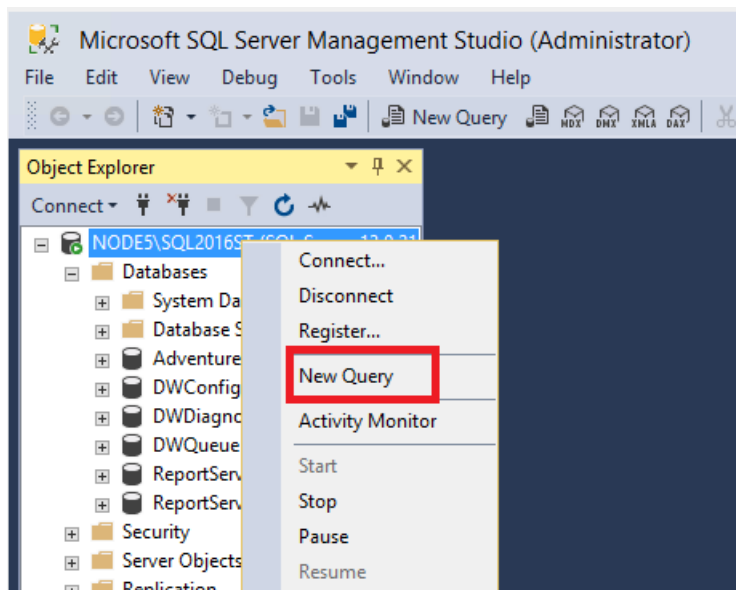 Microsoft SQL Server Management Studio (Administrator)
File Edit View Debug Tools Window Help
New Query MDX DMX XMLA DAX
Object Explorer
Connect
NODE5\SQL2016ST
Databases
System Da
Database S
Adventure
DWConfig
DWDiagno
DWQueue
ReportServ
ReportServ
Security
Server Objects
Replication
Connect...
Disconnect
Register...
New Query
Activity Monitor
Start
Stop
Pause
Resume